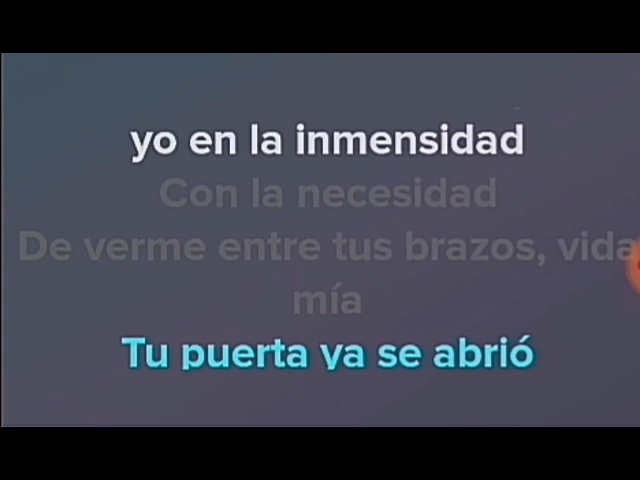 yo en la inmensidad
Con la necesidad
De verme entre tus brazos, vida
mía
Tu puerta ya se abrió